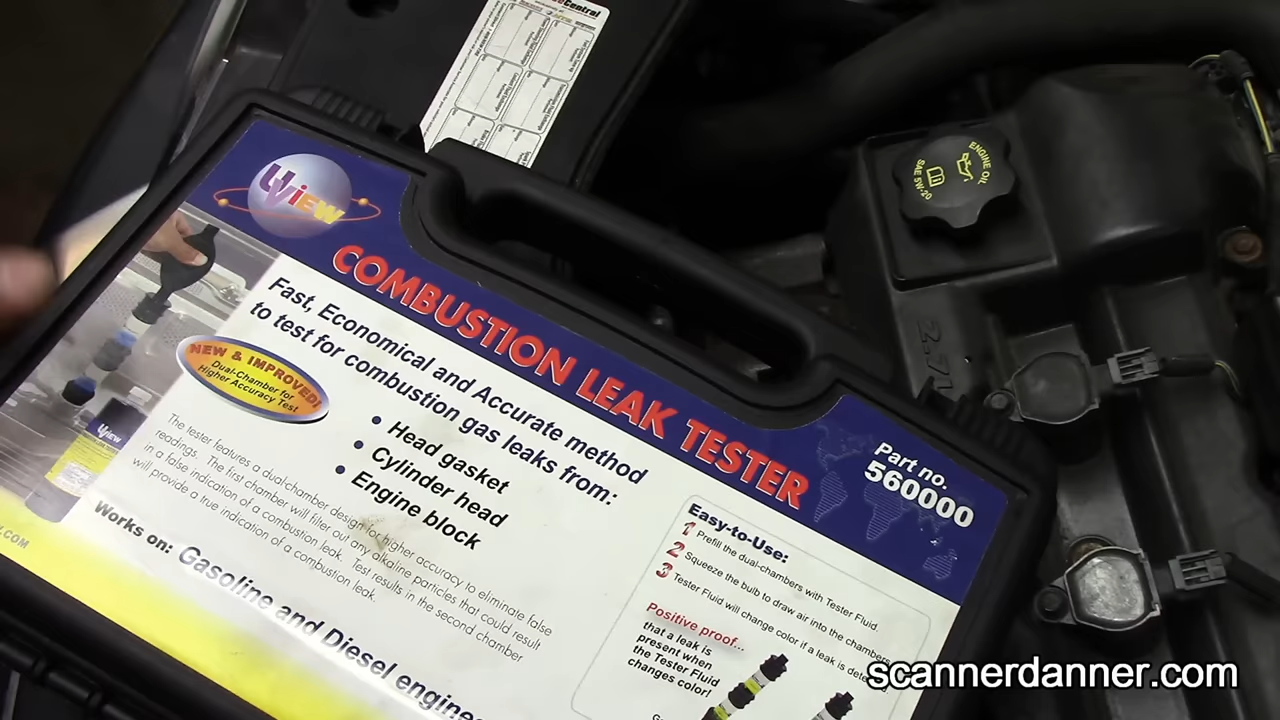 UView
COMBUSTION LEAK TESTER
Fast, Economical and Accurate method
to test for combustion gas leaks from:
• Head gasket
• Cylinder head
• Engine block
NEW & IMPROVED!
Dual-Chamber for
Higher Accuracy Test
The tester features a dual-chamber design for higher accuracy to eliminate false
readings. The first chamber will filter out any alkaline particles that could result
in a false indication of a combustion leak. Test results in the second chamber
will provide a true indication of a combustion leak.
Works on: Gasoline and Diesel engine
.COM
Part no.
560000
Easy-to-Use:
1 Prefill the dual-chambers with Tester Fluid.
2 Squeeze the bulb to draw air into the chambers.
3 Tester Fluid will change color if a leak is
Positive proof...
that a leak is
present when
the Tester Fluid
changes color!
UView
ENGINE OIL
SAE 5W-20
2.7
Central
scannerdanner.com